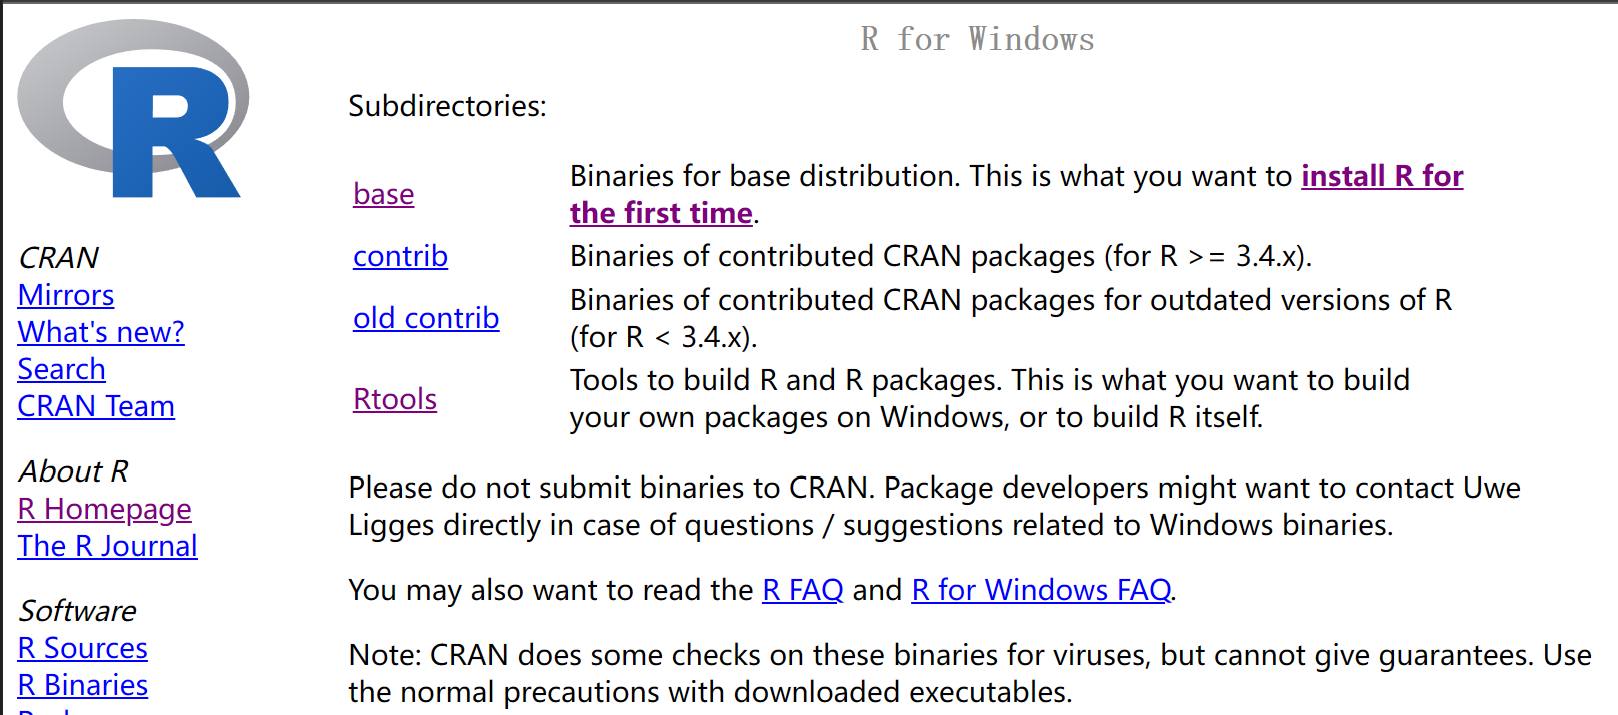 R
CRAN
Mirrors
What's new?
Search
CRAN Team
About R
R Homepage
The R Journal
Software
R Sources
R Binaries
R for Windows
Subdirectories:
base
Binaries for base distribution. This is what you want to install R for
the first time.
contrib
Binaries of contributed CRAN packages (for R >= 3.4.x).
old contrib
Binaries of contributed CRAN packages for outdated versions of R
(for R < 3.4.x).
Rtools
Tools to build R and R packages. This is what you want to build
your own packages on Windows, or to build R itself.
Please do not submit binaries to CRAN. Package developers might want to contact Uwe
Ligges directly in case of questions / suggestions related to Windows binaries.
You may also want to read the R FAQ and R for Windows FAQ.
Note: CRAN does some checks on these binaries for viruses, but cannot give guarantees. Use
the normal precautions with downloaded executables.